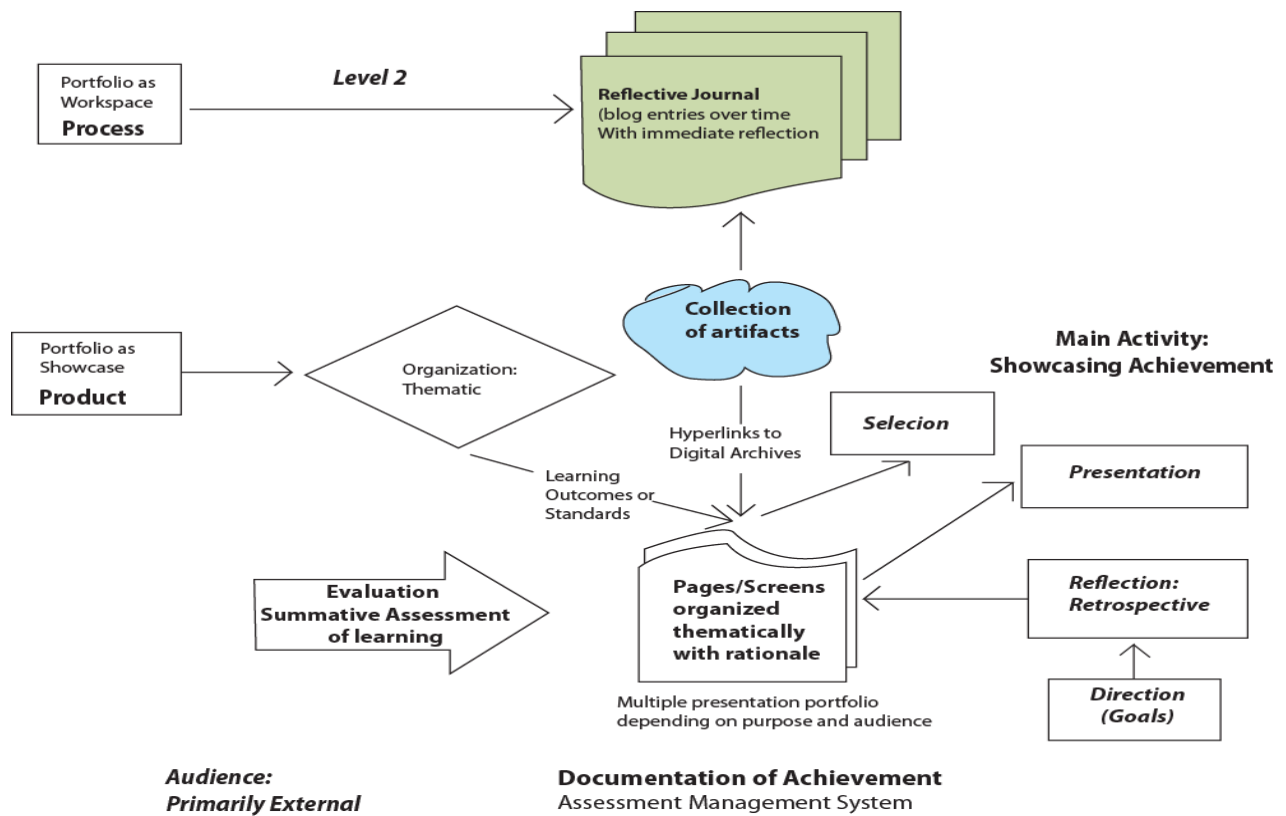 Portfolio as
Workspace
Process
Level 2
Reflective Journal
(blog entries over time
With immediate reflection
Collection
of artifacts
Portfolio as
Showcase
Product
Organization:
Thematic
Main Activity:
Showcasing Achievement
Hyperlinks to
Digital Archives
Selecion
Presentation
Learning
Outcomes or
Standards
Evaluation
Summative Assessment
of learning
Pages/Screens
organized
thematically
with rationale
Reflection:
Retrospective
Direction
(Goals)
Multiple presentation portfolio
depending on purpose and audience
Audience:
Primarily External
Documentation of Achievement
Assessment Management System